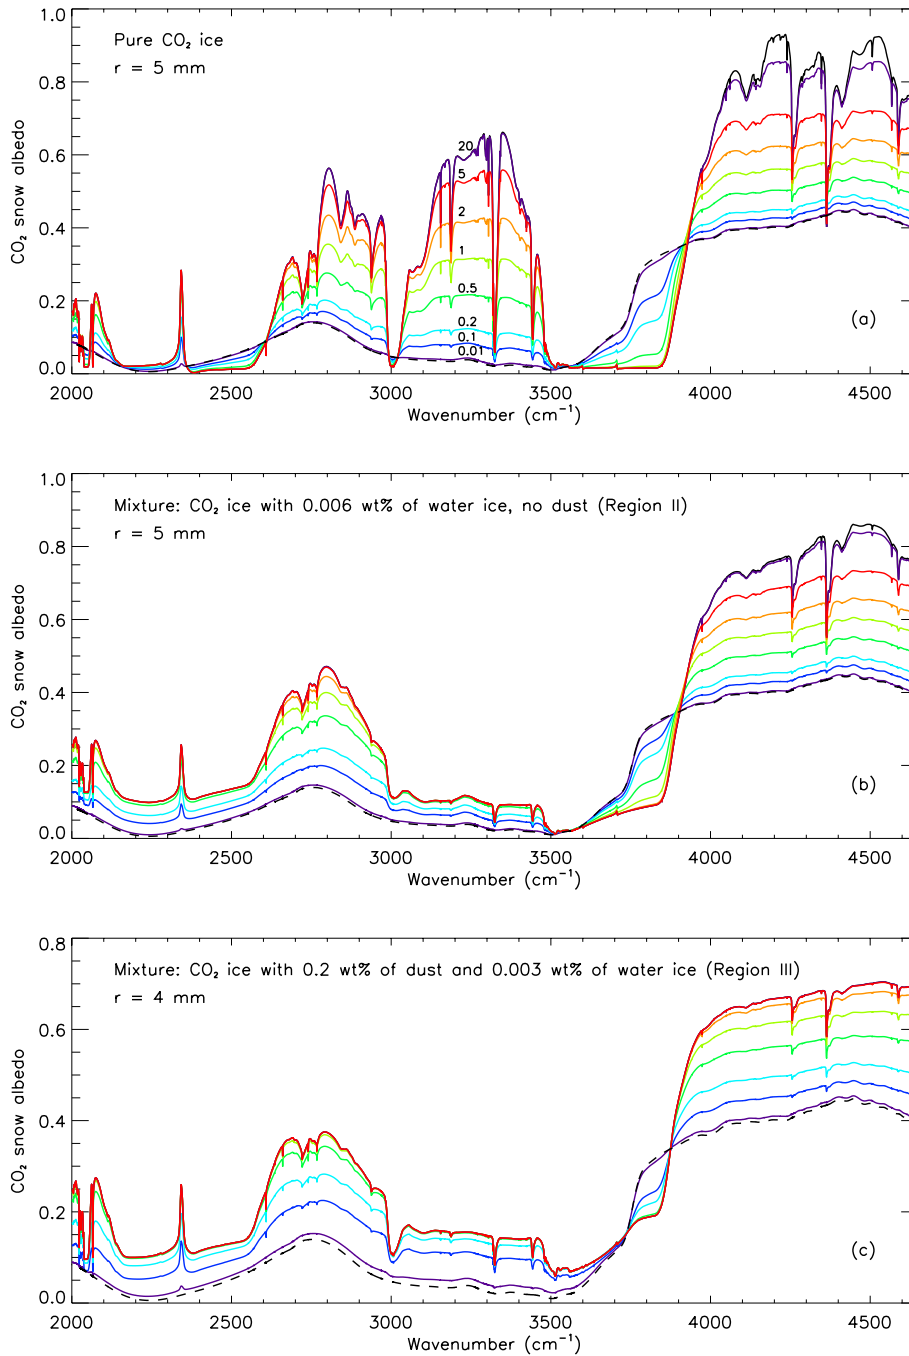 1.0
0.8
0.6
0.4
0.2
0.0
CO₂ snow albedo
Pure CO₂ ice
r = 5 mm
20
5
2
1
0.5
0.2
0.1
0.01
(a)
2000 2500 3000 3500 4000 4500
Wavenumber (cm⁻¹)
1.0
0.8
0.6
0.4
0.2
0.0
CO₂ snow albedo
Mixture: CO₂ ice with 0.006 wt% of water ice, no dust (Region II)
r = 5 mm
(b)
2000 2500 3000 3500 4000 4500
Wavenumber (cm⁻¹)
0.8
0.6
0.4
0.2
0.0
CO₂ snow albedo
Mixture: CO₂ ice with 0.2 wt% of dust and 0.003 wt% of water ice (Region III)
r = 4 mm
(c)
2000 2500 3000 3500 4000 4500
Wavenumber (cm⁻¹)